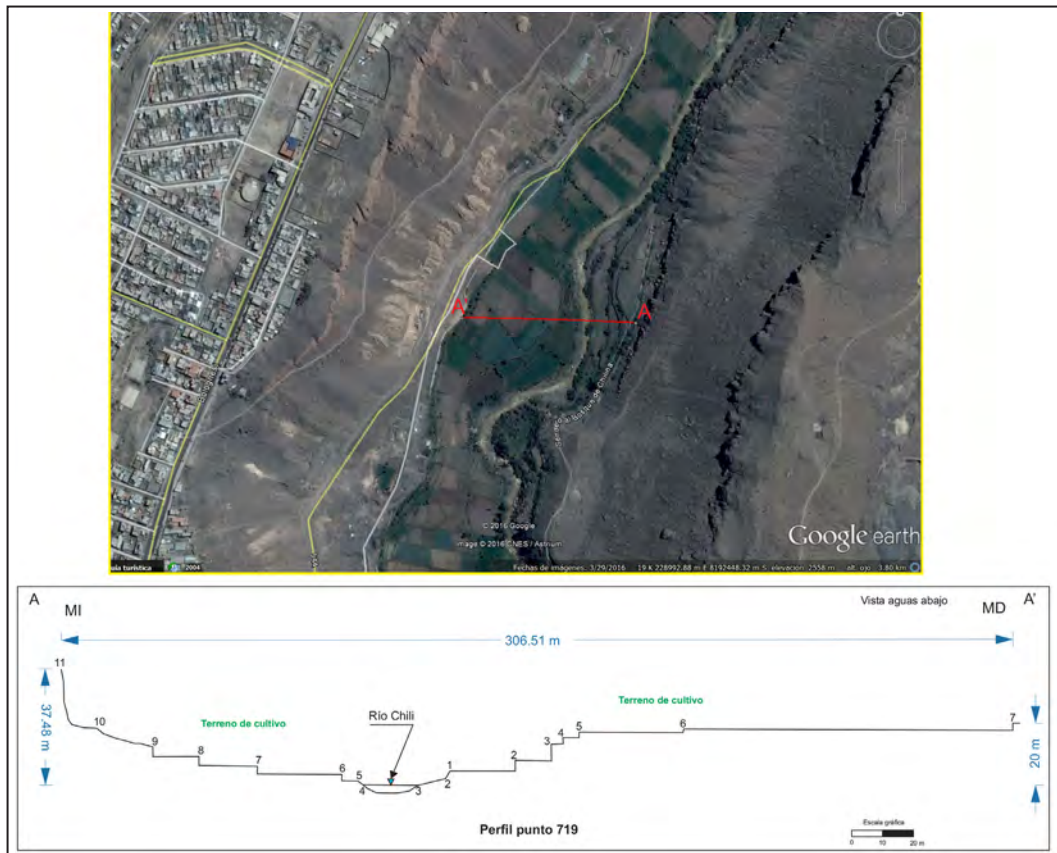 A'
A
© 2016 Google
Image © 2016 CNES / Astrium
Google earth
2004
Fechas de imágenes: 3/29/2016 19 K 228992.88 m E 8192448.32 m S elevación 2558 m alt. ojo 3.80 km
A
MI
Vista aguas abajo
MD
A'
306.51 m
11
37.48 m
10
9
8
7
6
5
4
3
2
1
2
3
4
5
6
7
Terreno de cultivo
Río Chili
Terreno de cultivo
20 m
Perfil punto 719
Escala gráfica
0 10 20 m